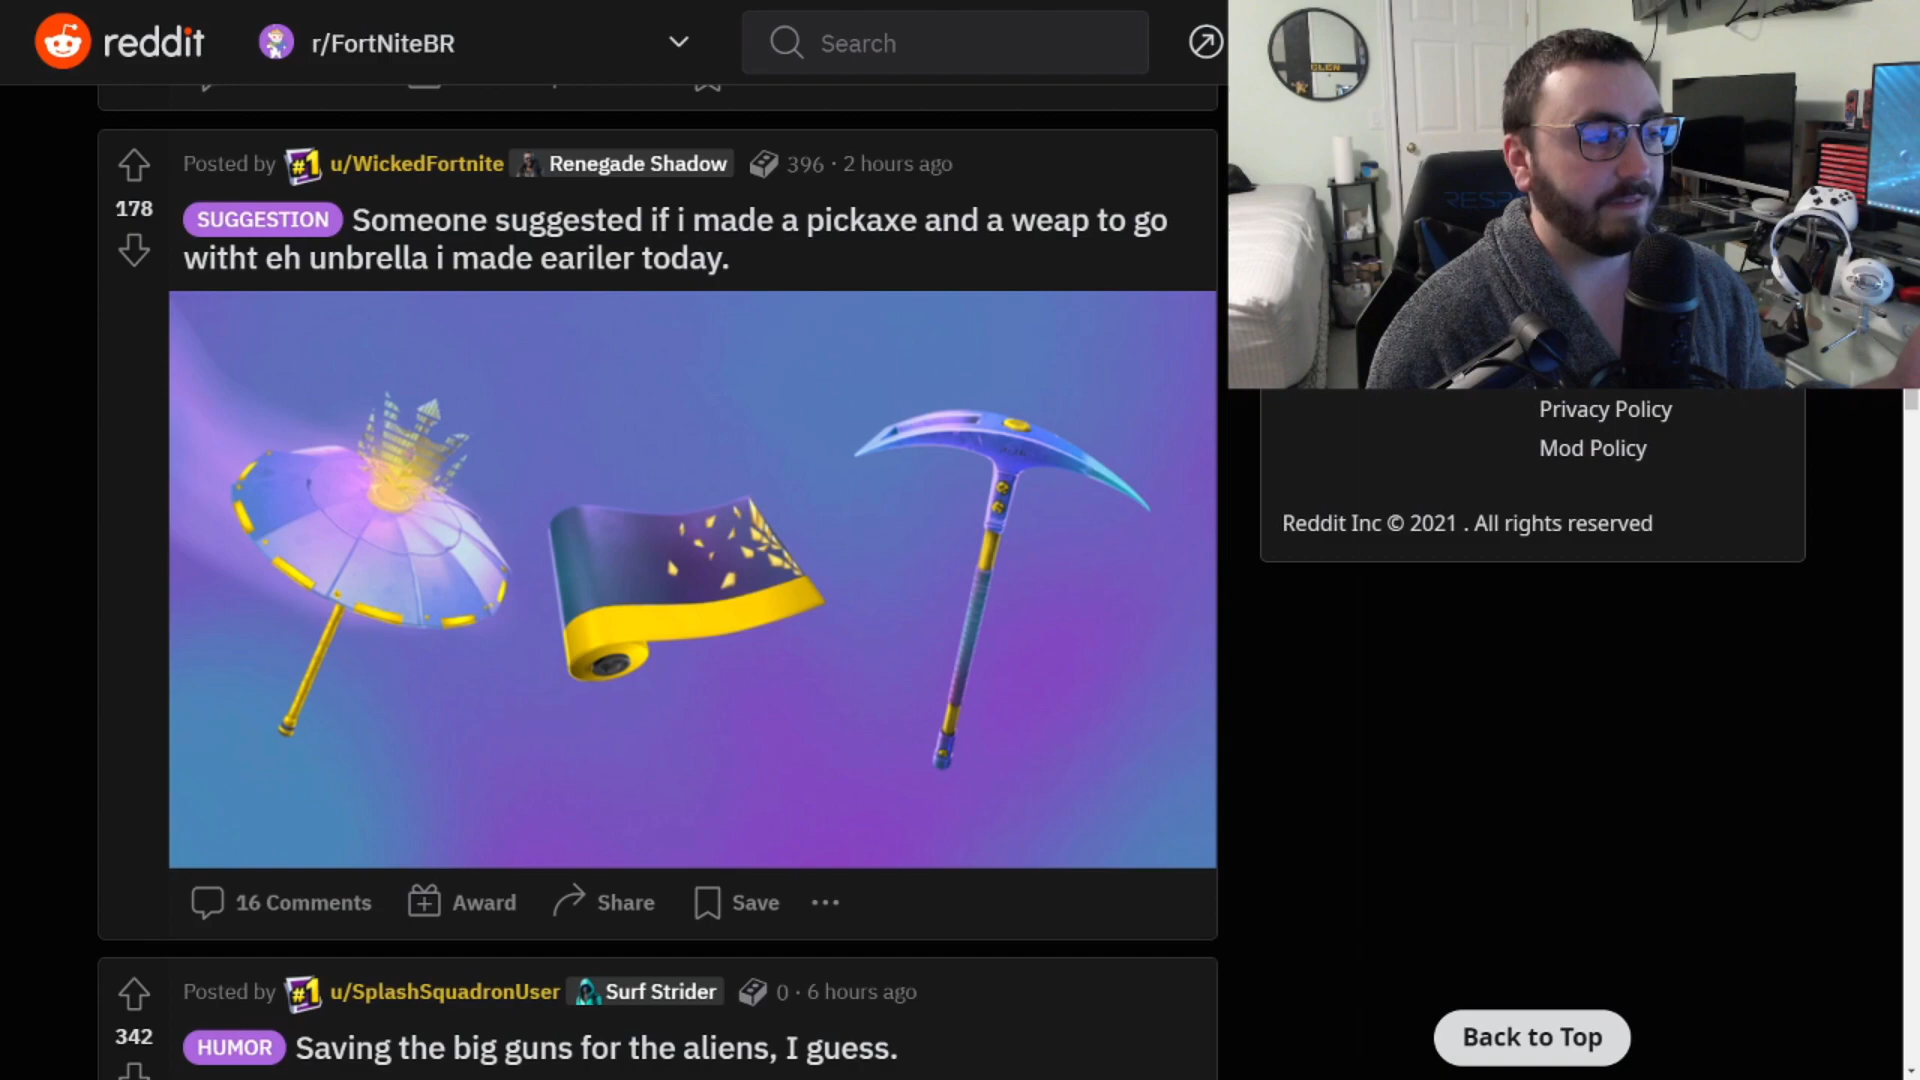 reddit
r/FortNiteBR
Search
Posted by #1 u/WickedFortnite Renegade Shadow 396 · 2 hours ago
178
SUGGESTION Someone suggested if i made a pickaxe and a weap to go
witht eh unbrella i made eariler today.
16 Comments
Award
Share
Save
Posted by #1 u/SplashSquadronUser Surf Strider 0 · 6 hours ago
342
HUMOR Saving the big guns for the aliens, I guess.
Privacy Policy
Mod Policy
Reddit Inc © 2021 . All rights reserved
Back to Top